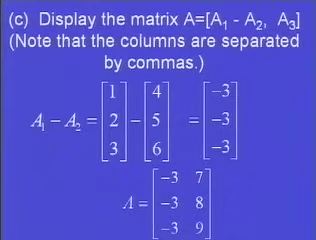 (c) Display the matrix A=[A₁ - A₂, A₃]
(Note that the columns are separated
by commas.)
A₁ − A₂ = [1 2 3] − [4 5 6] = [−3 −3 −3]
A = [−3 7
−3 8
−3 9]